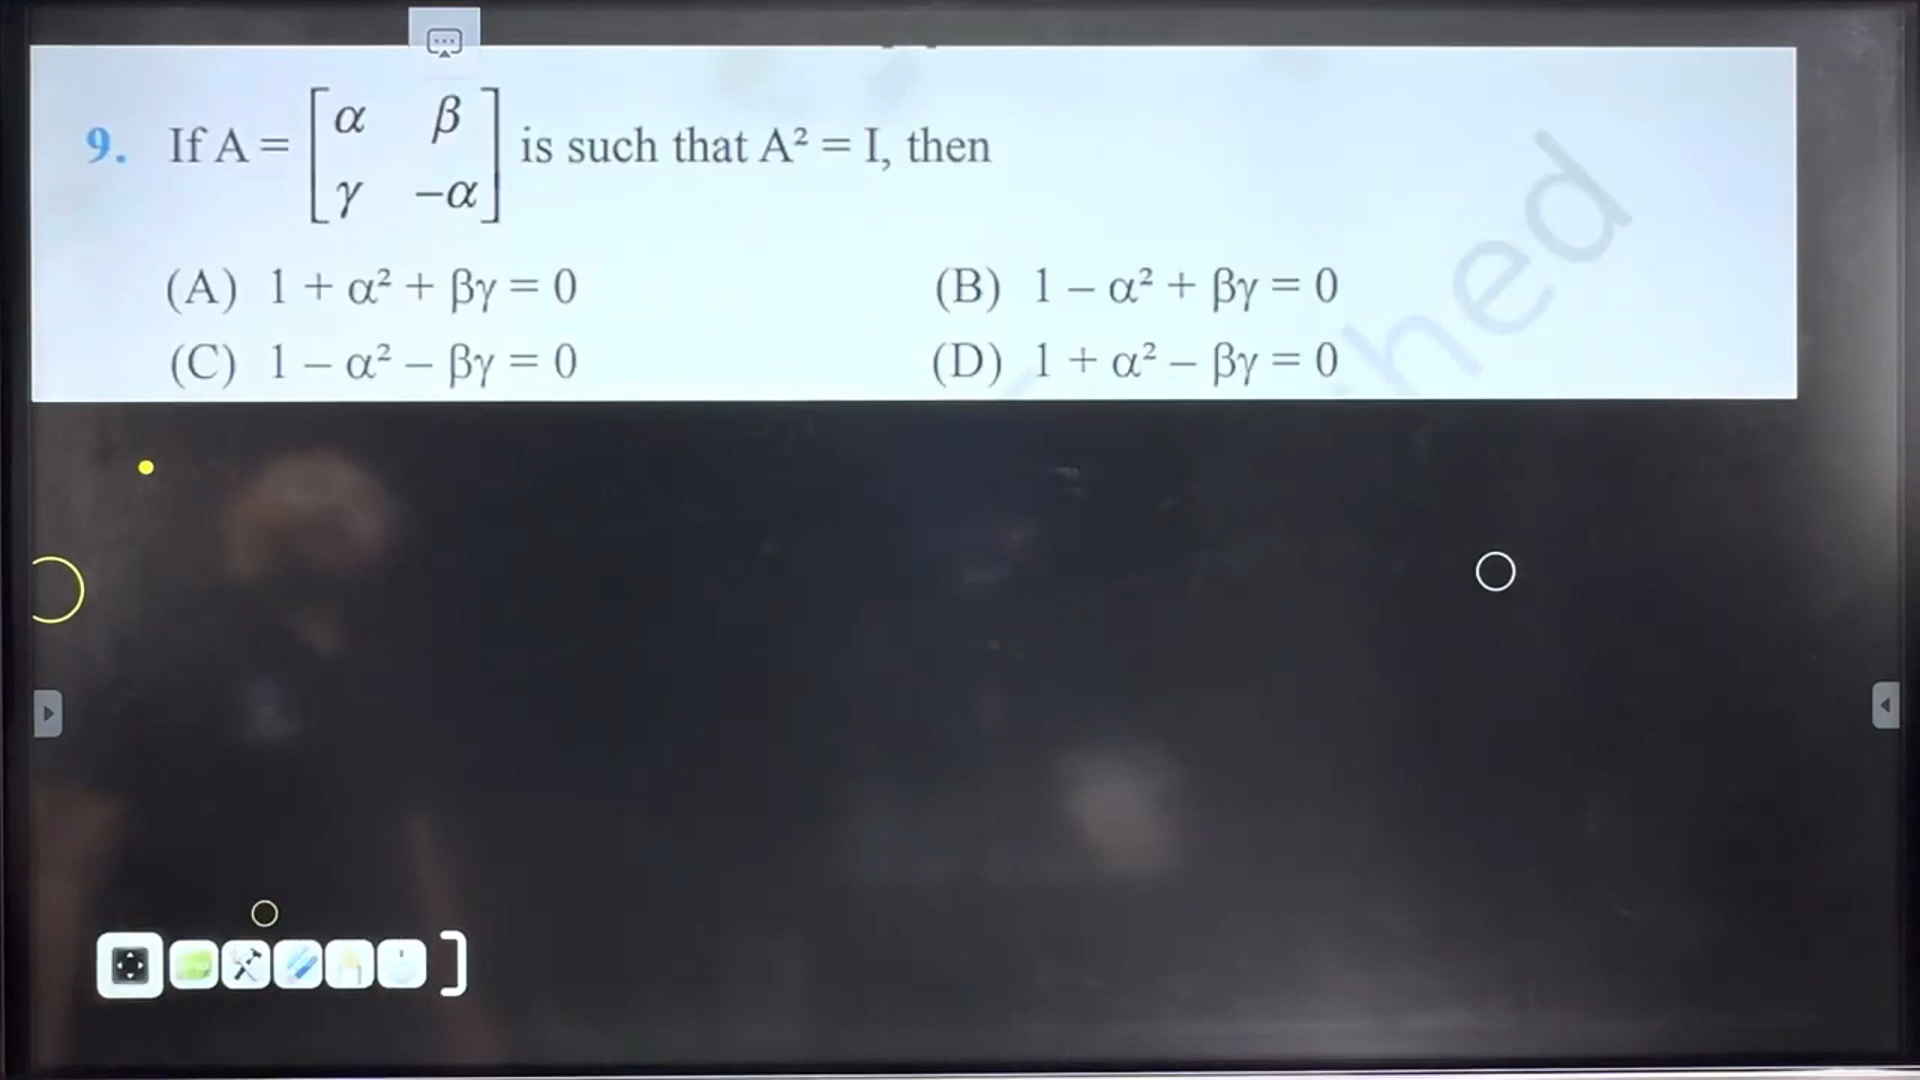 9. If A = [α β
γ -α] is such that A² = I, then
(A) 1 + α² + βγ = 0 (B) 1 – α² + βγ = 0
(C) 1 – α² – βγ = 0 (D) 1 + α² – βγ = 0
hed